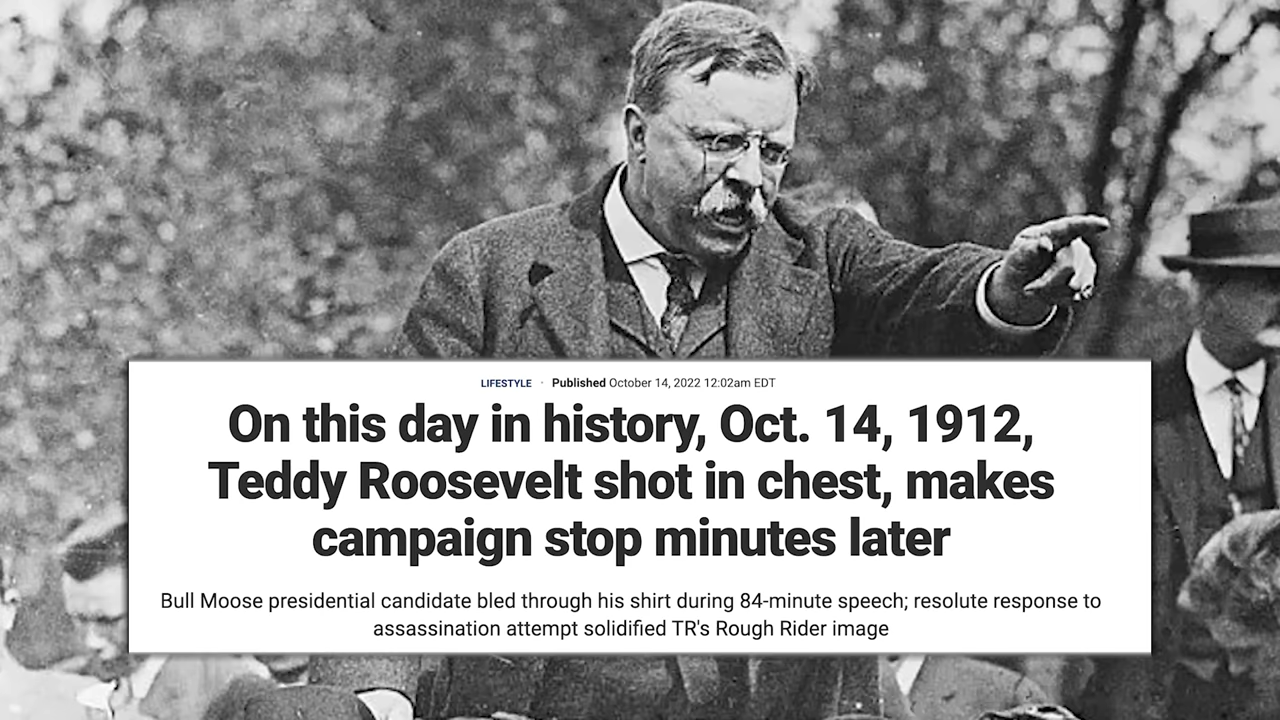 LIFESTYLE · Published October 14, 2022 12:02am EDT
On this day in history, Oct. 14, 1912,
Teddy Roosevelt shot in chest, makes
campaign stop minutes later
Bull Moose presidential candidate bled through his shirt during 84-minute speech; resolute response to
assassination attempt solidified TR's Rough Rider image